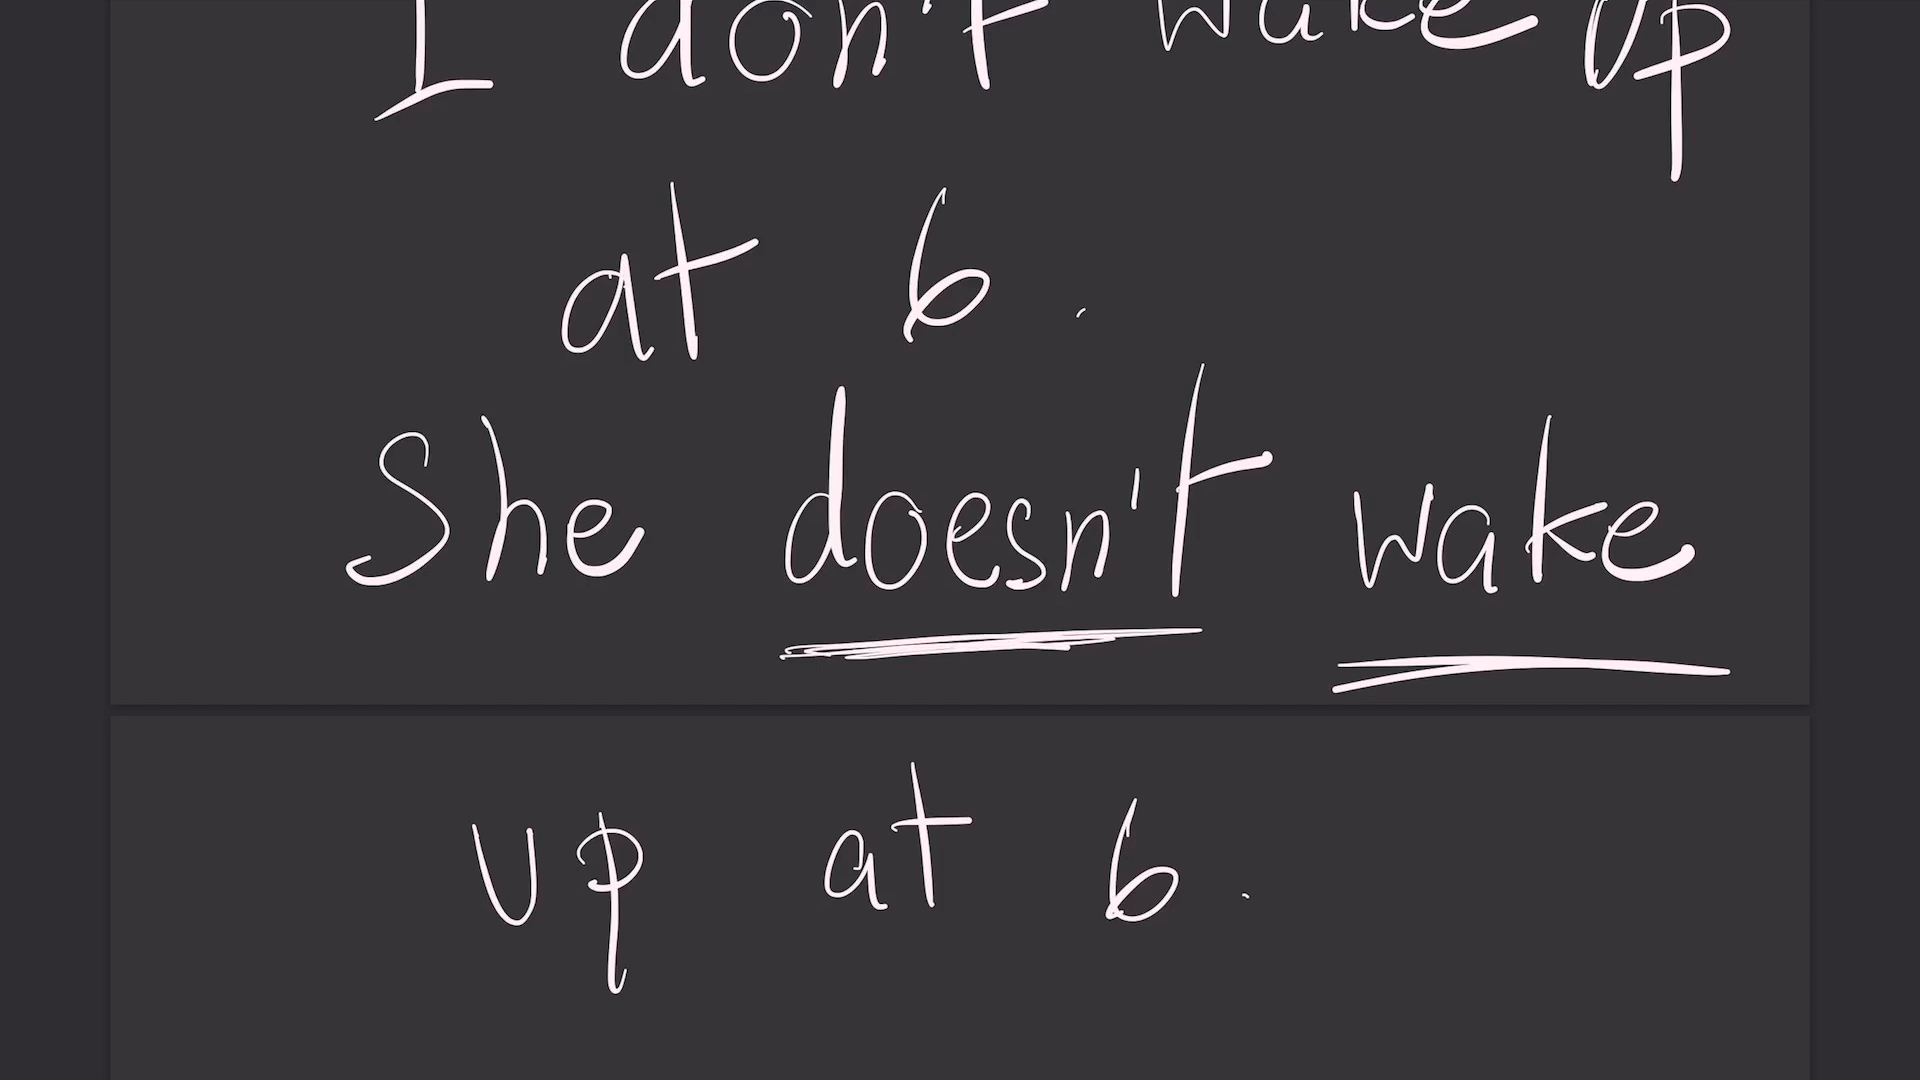 I don't wake up
at 6.
She doesn't wake
up at 6.